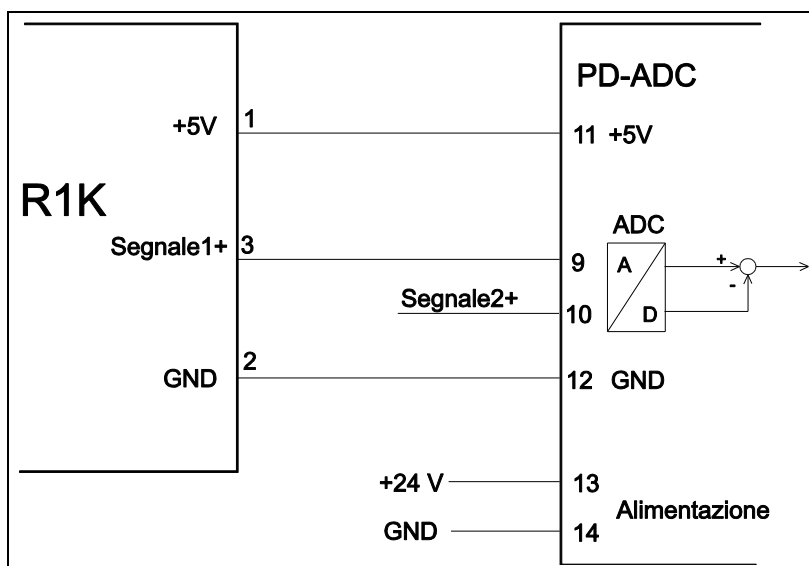 PD-ADC
+5V 1 11 +5V
R1K
ADC
Segnale1+ 3 9 A + -
Segnale2+ 10 D
GND 2 12 GND
+24 V 13
Alimentazione
GND 14